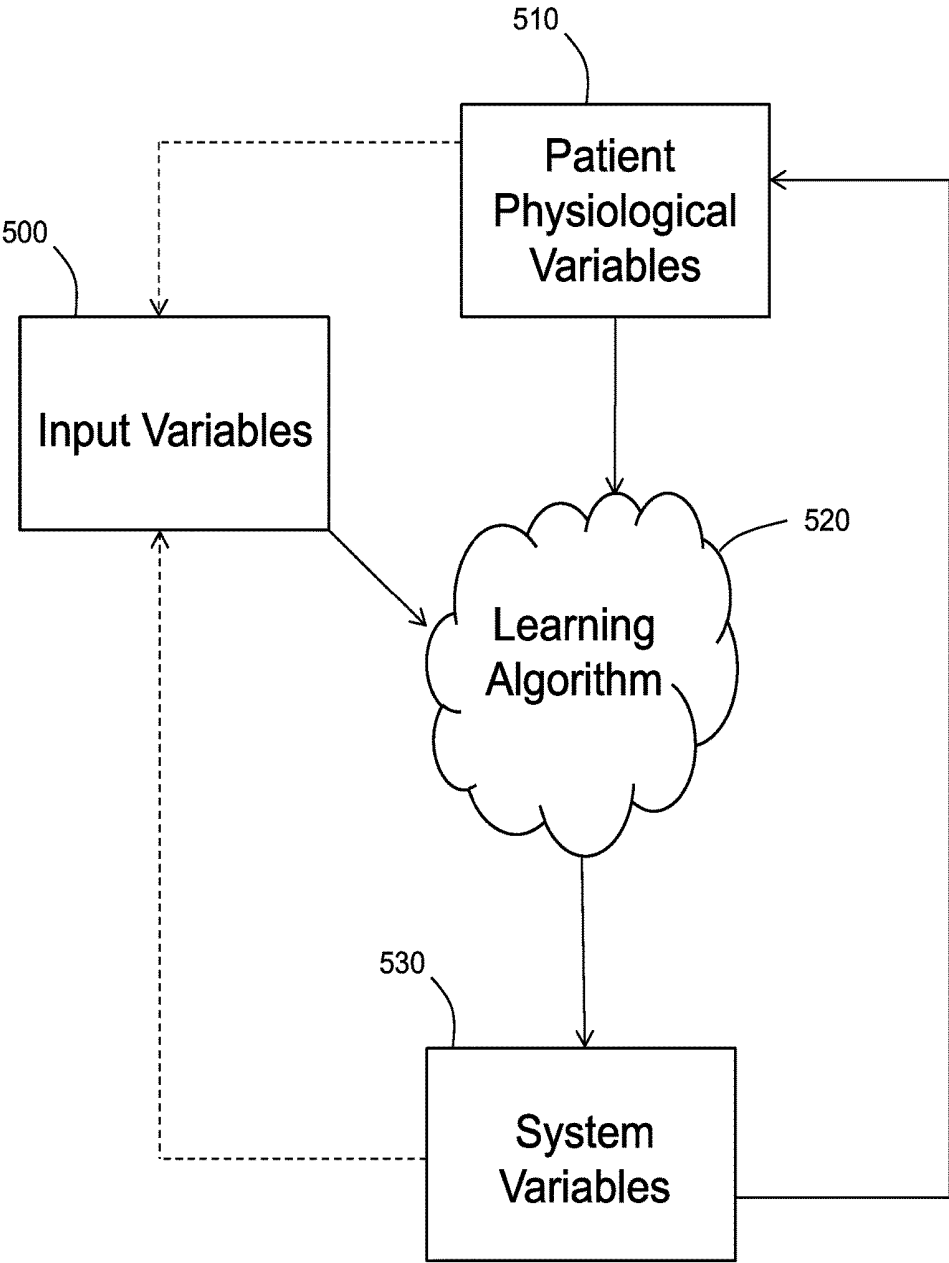 510
Patient
Physiological
Variables
500
Input Variables
520
Learning
Algorithm
530
System
Variables